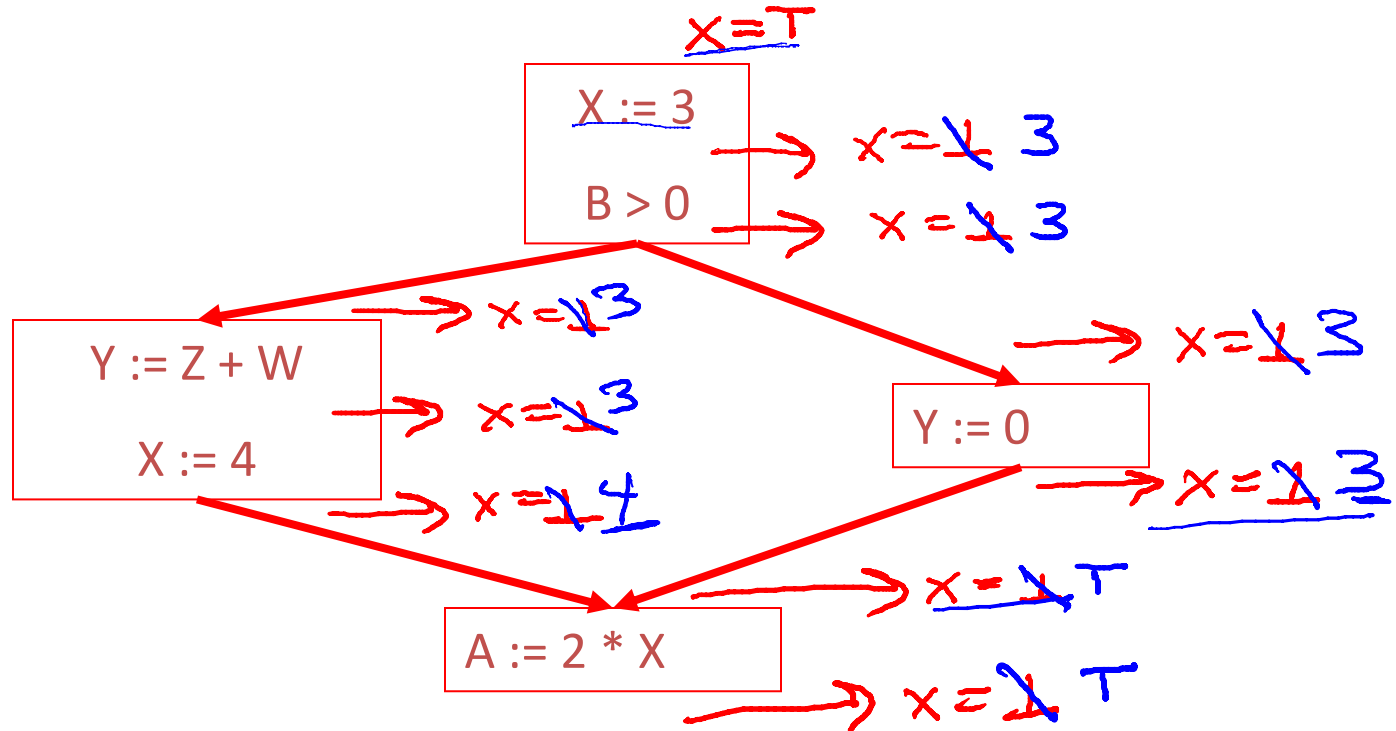 x = T
X := 3
x = ⊥ 3
B > 0
x = ⊥ 3
x = ⊥ 3
Y := Z + W
x = ⊥ 3
x = ⊥ 3
X := 4
x = ⊥ 4
Y := 0
x = ⊥ 3
x = ⊥ T
A := 2 * X
x = ⊥ T